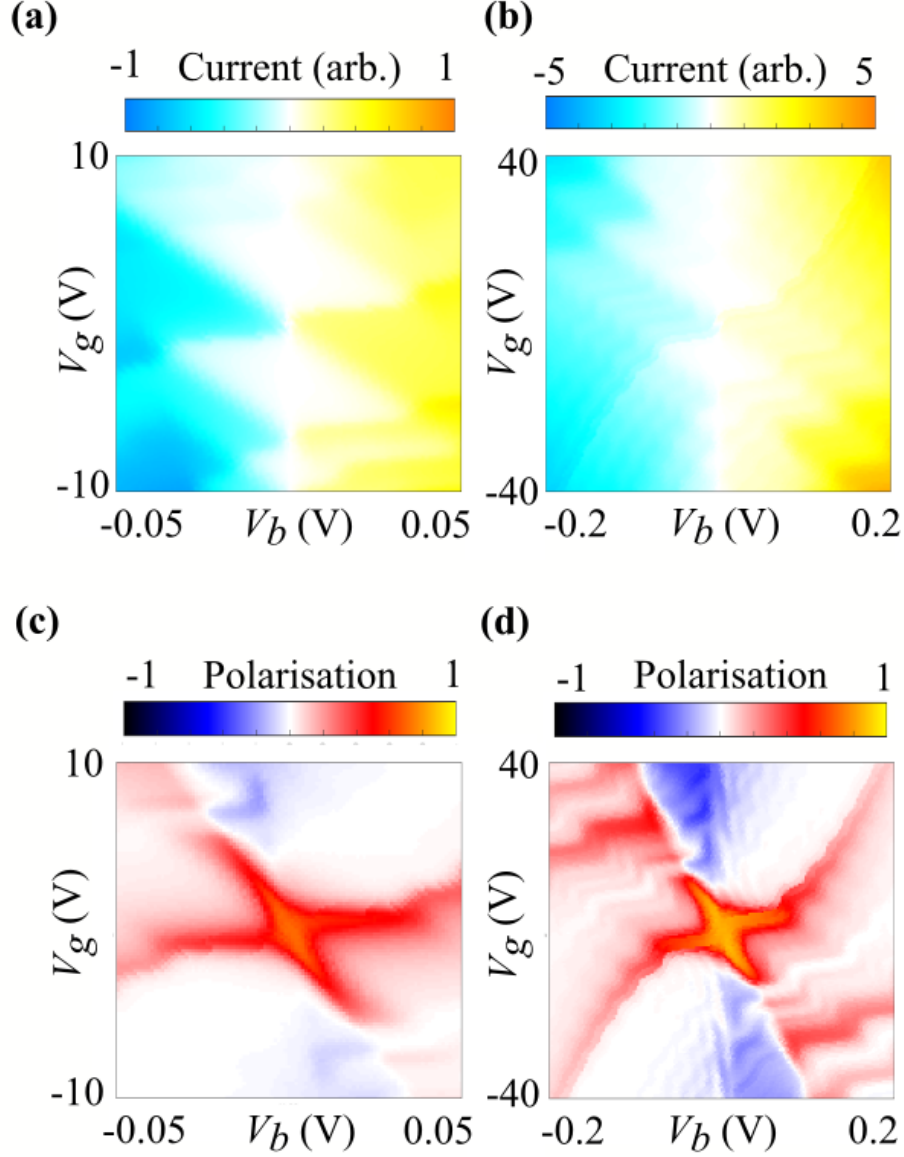 (a) (b)
-1 Current (arb.) 1 -5 Current (arb.) 5
10 40
Vg (V) Vg (V)
-10 -40
-0.05 Vb (V) 0.05 -0.2 Vb (V) 0.2
(c) (d)
-1 Polarisation 1 -1 Polarisation 1
10 40
Vg (V) Vg (V)
-10 -40
-0.05 Vb (V) 0.05 -0.2 Vb (V) 0.2